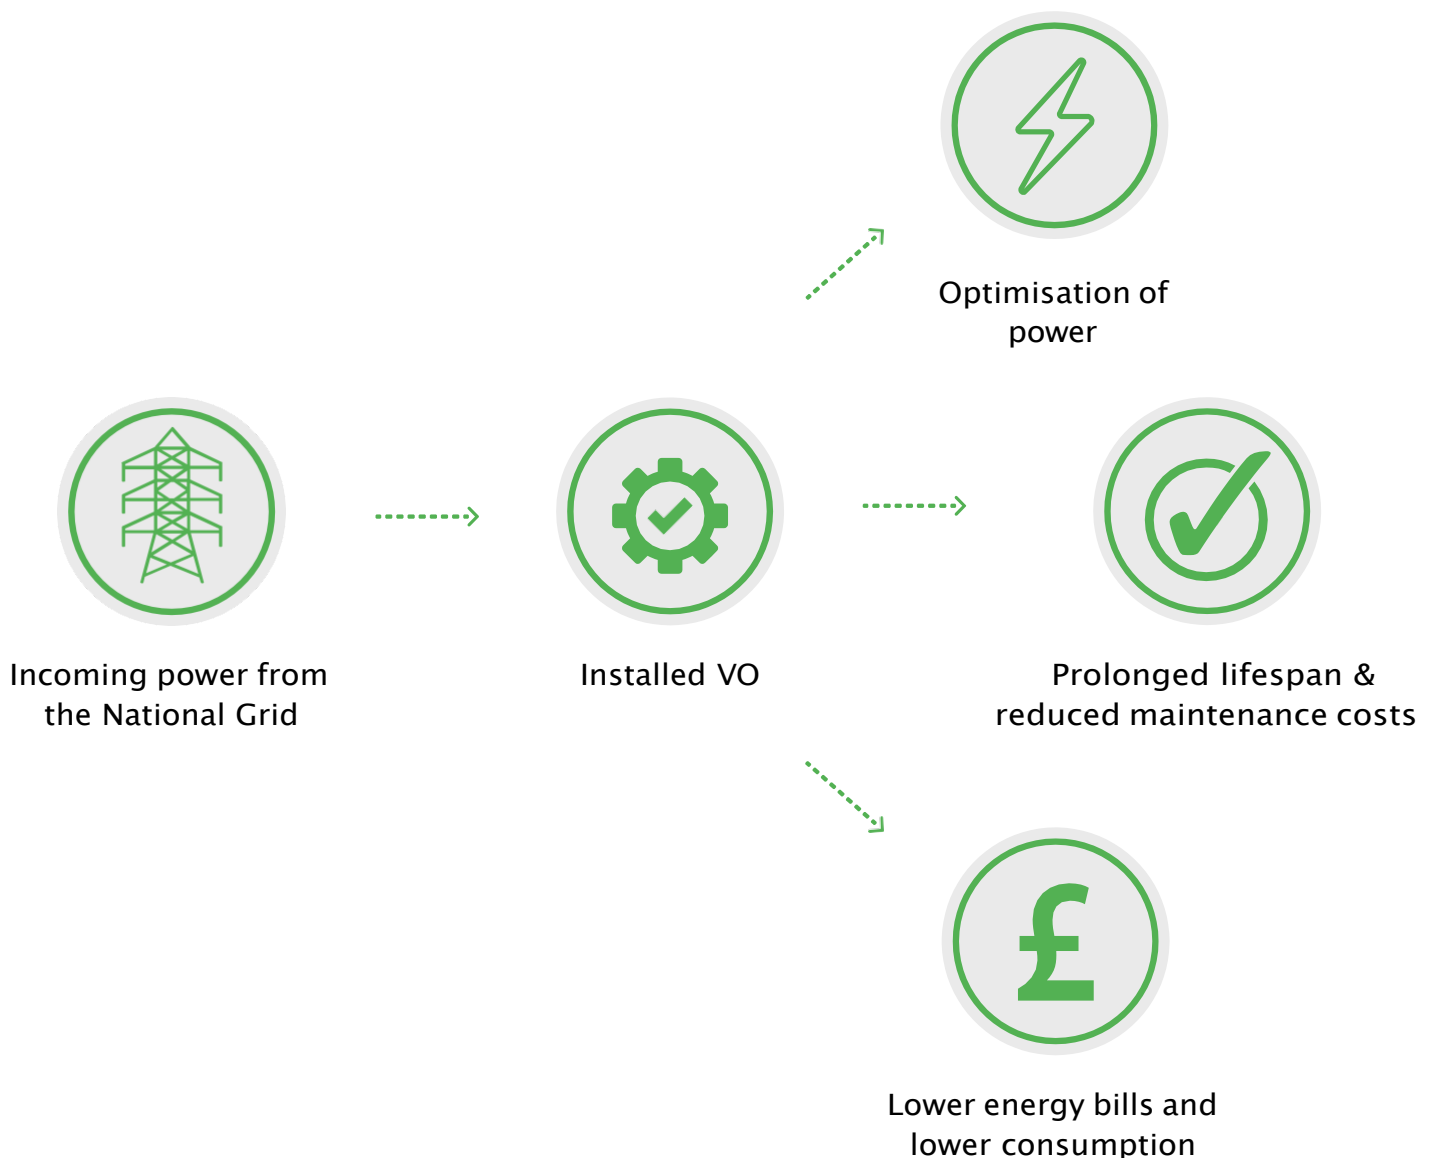 Optimisation of
power
Incoming power from
the National Grid
Installed VO
Prolonged lifespan &
reduced maintenance costs
£
Lower energy bills and
lower consumption